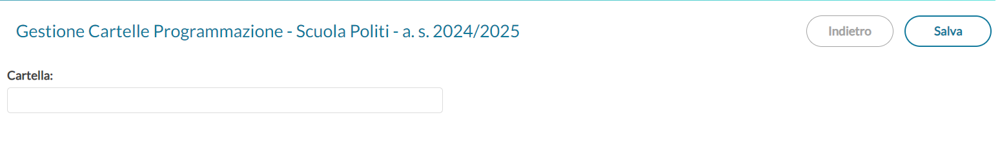 Gestione Cartelle Programmazione - Scuola Politi - a. s. 2024/2025
Indietro
Salva
Cartella: